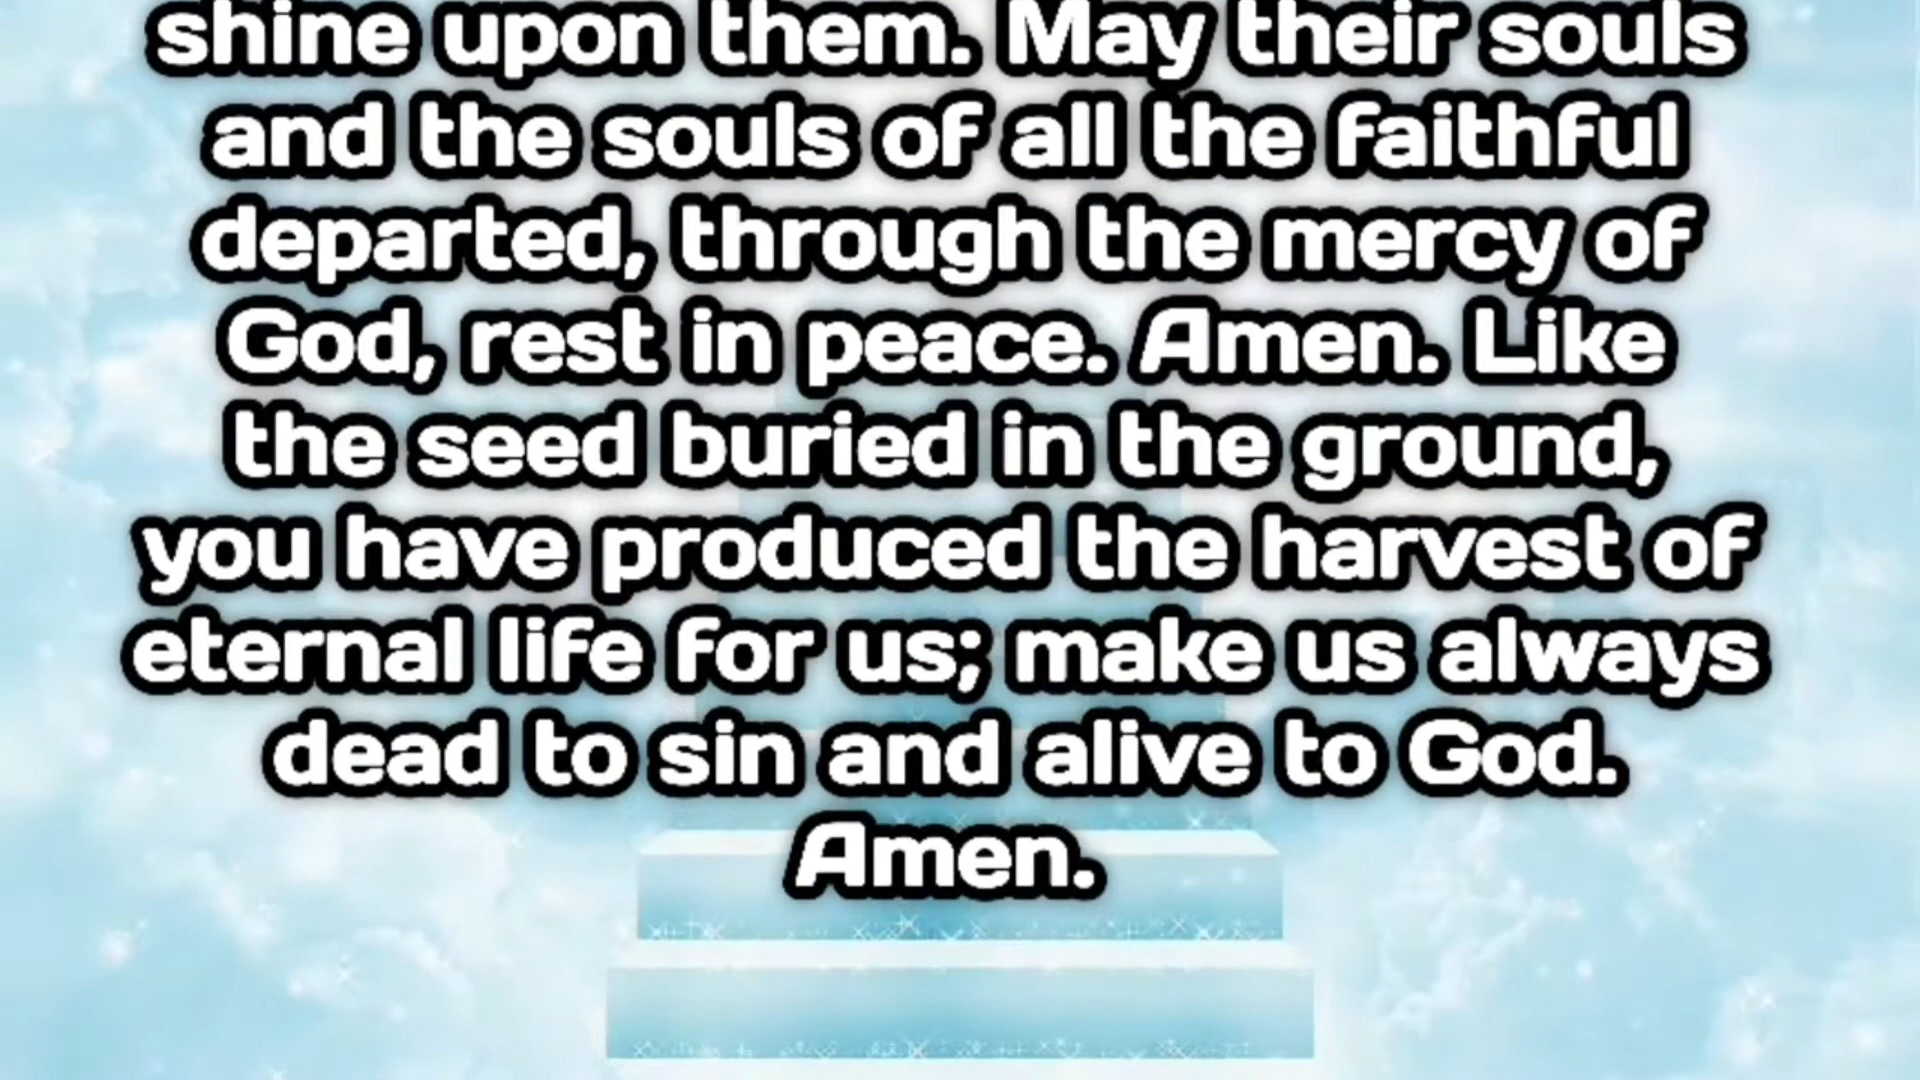 shine upon them. May their souls
and the souls of all the faithful
departed, through the mercy of
God, rest in peace. Amen. Like
the seed buried in the ground,
you have produced the harvest of
eternal life for us; make us always
dead to sin and alive to God.
Amen.